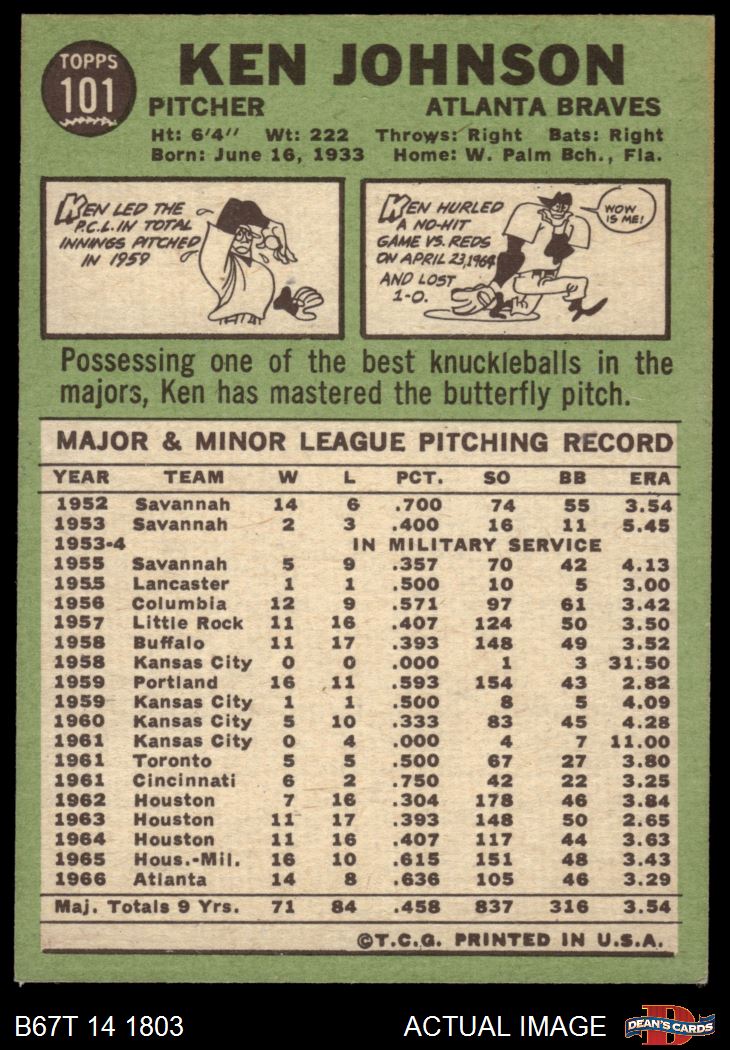 TOPPS
101
KEN JOHNSON
PITCHER ATLANTA BRAVES
Ht: 6'4" Wt: 222 Throws: Right Bats: Right
Born: June 16, 1933 Home: W. Palm Bch., Fla.
KEN LED THE
P.C.L. IN TOTAL
INNINGS PITCHED
IN 1959
KEN HURLED
A NO-HIT
GAME VS. REDS
ON APRIL 23, 1964
AND LOST
1-0.
WOW
IS ME!
Possessing one of the best knuckleballs in the
majors, Ken has mastered the butterfly pitch.
MAJOR & MINOR LEAGUE PITCHING RECORD
YEAR TEAM W L PCT. SO BB ERA
1952 Savannah 14 6 .700 74 55 3.54
1953 Savannah 2 3 .400 16 11 5.45
1953-4 IN MILITARY SERVICE
1955 Savannah 5 9 .357 70 42 4.13
1955 Lancaster 1 1 .500 10 5 3.00
1956 Columbia 12 9 .571 97 61 3.42
1957 Little Rock 11 16 .407 124 50 3.50
1958 Buffalo 11 17 .393 148 49 3.52
1958 Kansas City 0 0 .000 1 3 31.50
1959 Portland 16 11 .593 154 43 2.82
1959 Kansas City 1 1 .500 8 5 4.09
1960 Kansas City 5 10 .333 83 45 4.28
1961 Kansas City 0 4 .000 4 7 11.00
1961 Toronto 5 5 .500 67 27 3.80
1961 Cincinnati 6 2 .750 42 22 3.25
1962 Houston 7 16 .304 178 46 3.84
1963 Houston 11 17 .393 148 50 2.65
1964 Houston 11 16 .407 117 44 3.63
1965 Hous.-Mil. 16 10 .615 151 48 3.43
1966 Atlanta 14 8 .636 105 46 3.29
Maj. Totals 9 Yrs. 71 84 .458 837 316 3.54
©T.C.G. PRINTED IN U.S.A.
B67T 14 1803 ACTUAL IMAGE
D
DEAN'S CARDS